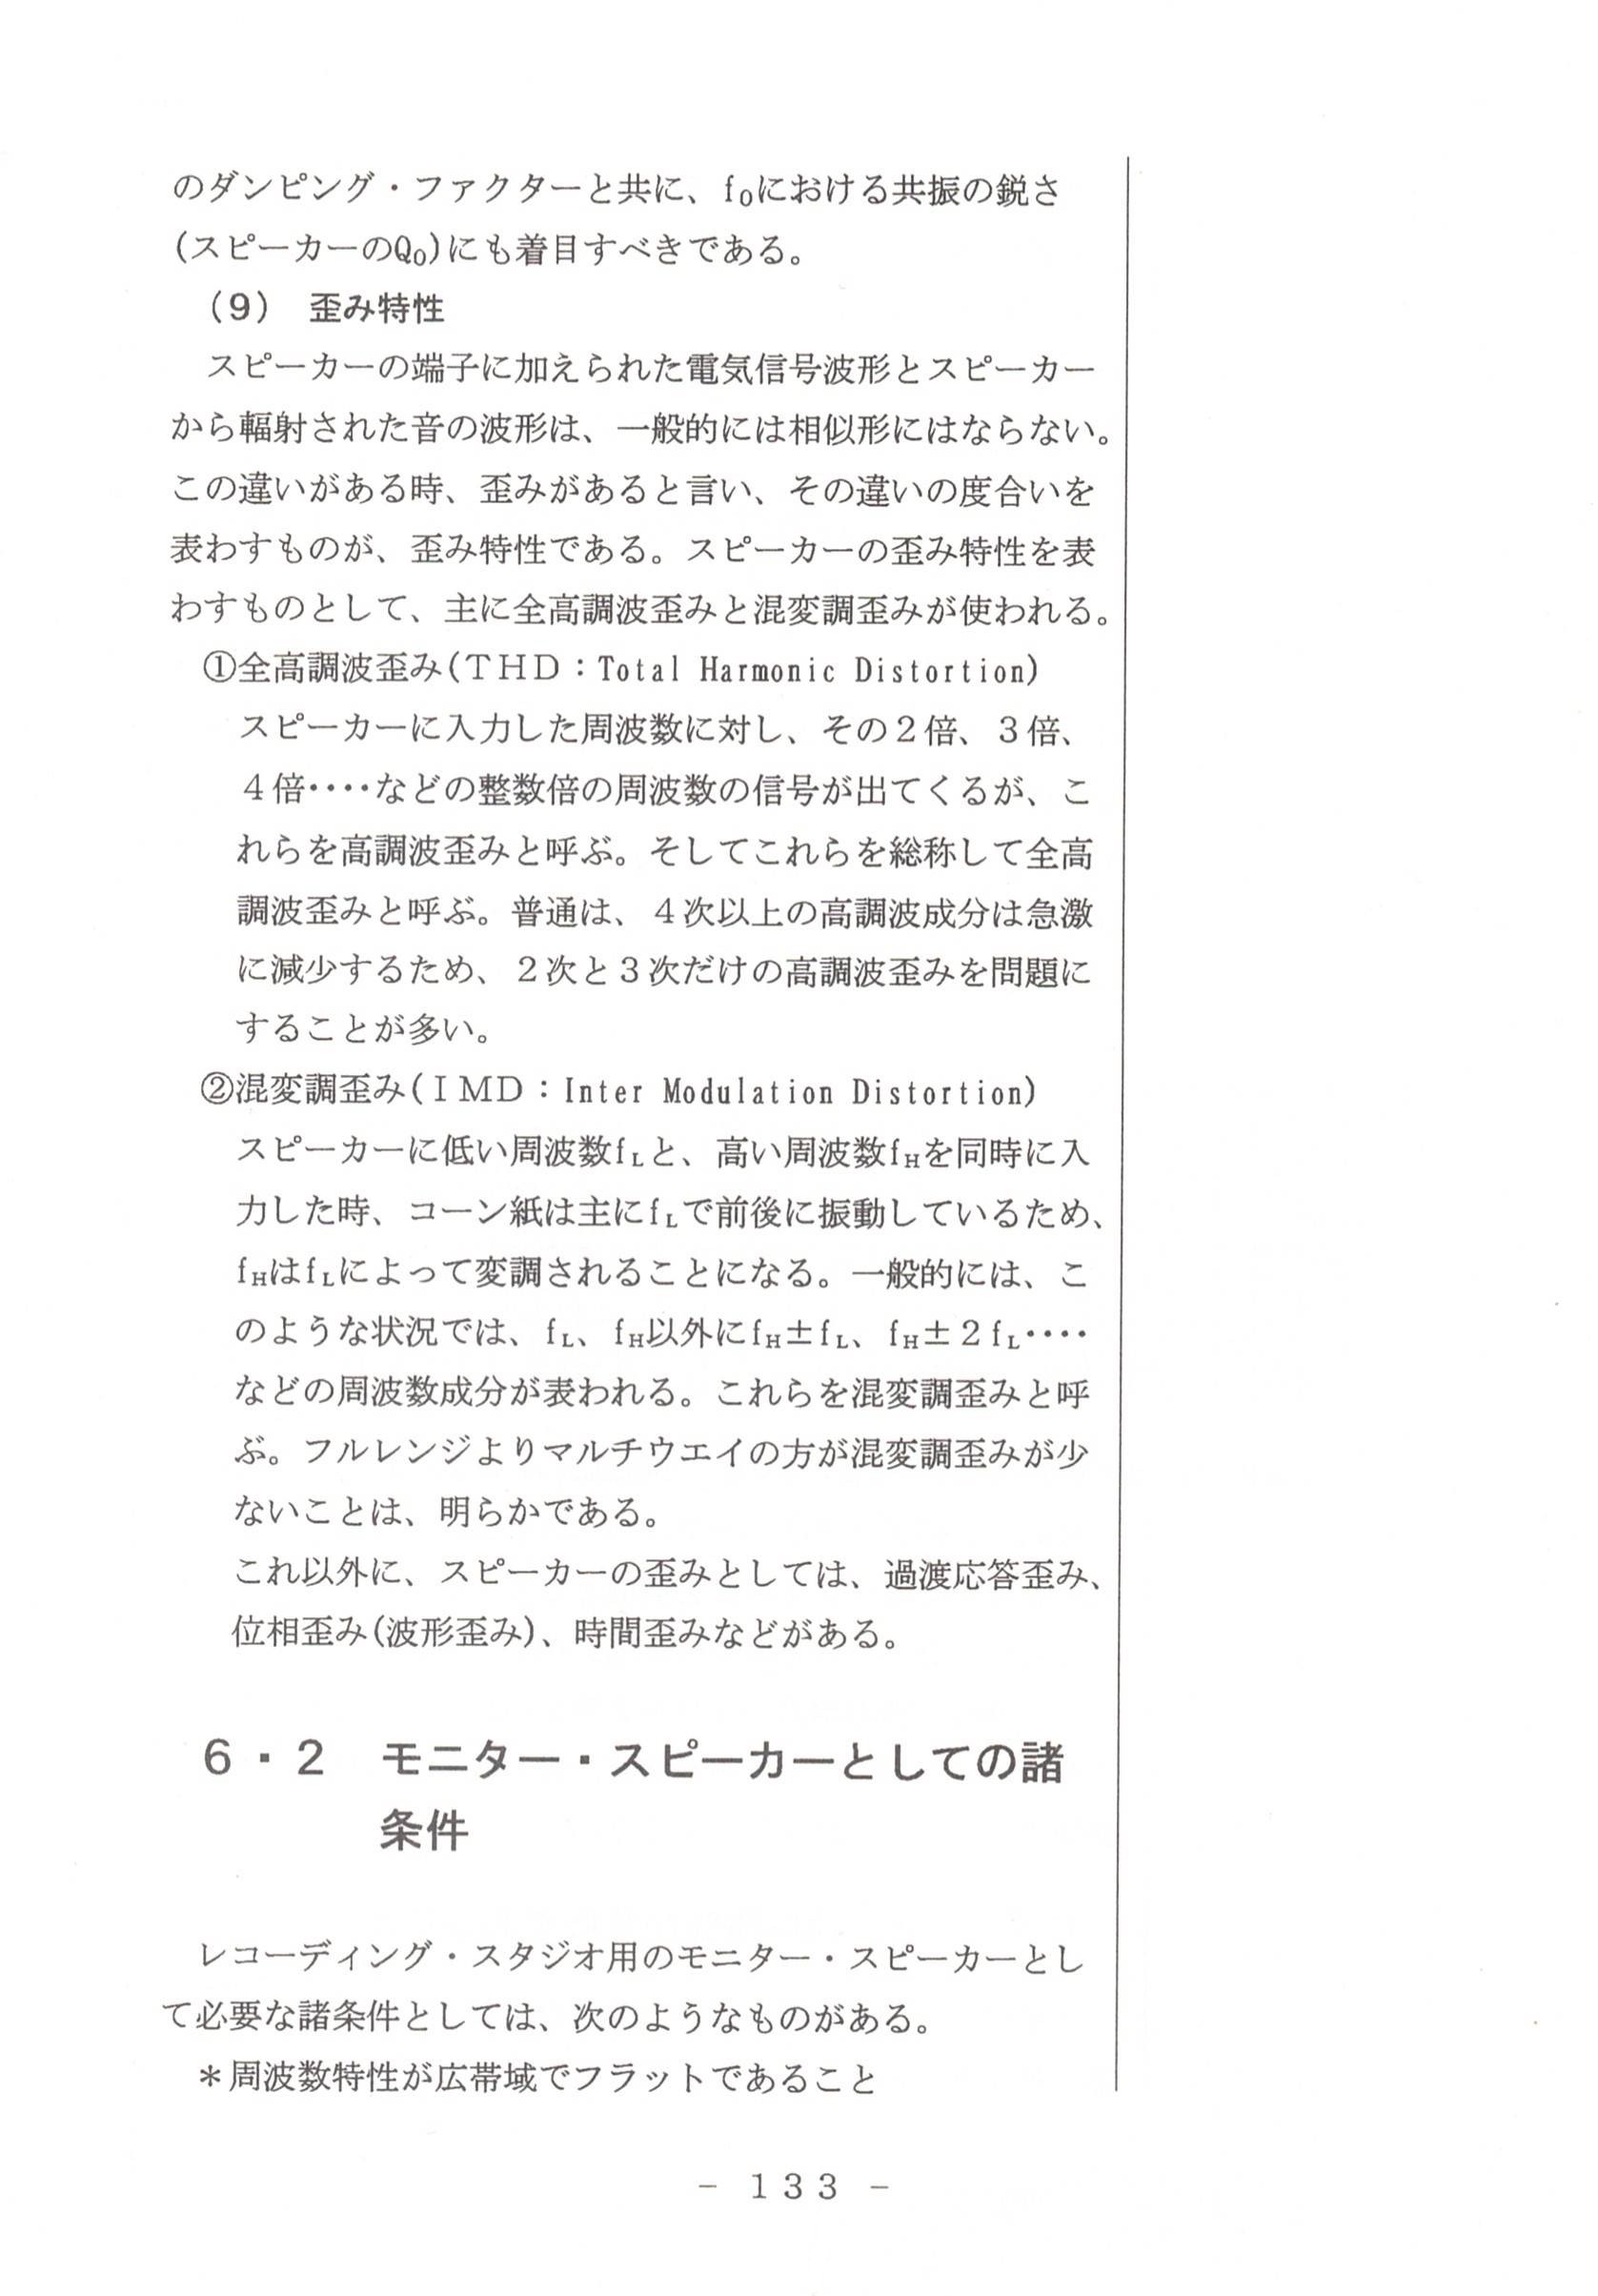 のダンピング・ファクターと共に、f₀における共振の鋭さ
(スピーカーのQ₀)にも着目すべきである。
(9) 歪み特性
スピーカーの端子に加えられた電気信号波形とスピーカー
から輻射された音の波形は、一般的には相似形にはならない。
この違いがある時、歪みがあると言い、その違いの度合いを
表わすものが、歪み特性である。スピーカーの歪み特性を表
わすものとして、主に全高調波歪みと混変調歪みが使われる。
①全高調波歪み(ＴＨＤ：Total Harmonic Distortion)
スピーカーに入力した周波数に対し、その２倍、３倍、
４倍‥‥などの整数倍の周波数の信号が出てくるが、こ
れらを高調波歪みと呼ぶ。そしてこれらを総称して全高
調波歪みと呼ぶ。普通は、４次以上の高調波成分は急激
に減少するため、２次と３次だけの高調波歪みを問題に
することが多い。
②混変調歪み(ＩＭＤ：Inter Modulation Distortion)
スピーカーに低い周波数fLと、高い周波数fHを同時に入
力した時、コーン紙は主にfLで前後に振動しているため、
fHはfLによって変調されることになる。一般的には、こ
のような状況では、fL、fH以外にfH±fL、fH±２fL‥‥
などの周波数成分が表われる。これらを混変調歪みと呼
ぶ。フルレンジよりマルチウエイの方が混変調歪みが少
ないことは、明らかである。
これ以外に、スピーカーの歪みとしては、過渡応答歪み、
位相歪み(波形歪み)、時間歪みなどがある。
６・２ モニター・スピーカーとしての諸
条件
レコーディング・スタジオ用のモニター・スピーカーとし
て必要な諸条件としては、次のようなものがある。
＊周波数特性が広帯域でフラットであること
－ 133 －